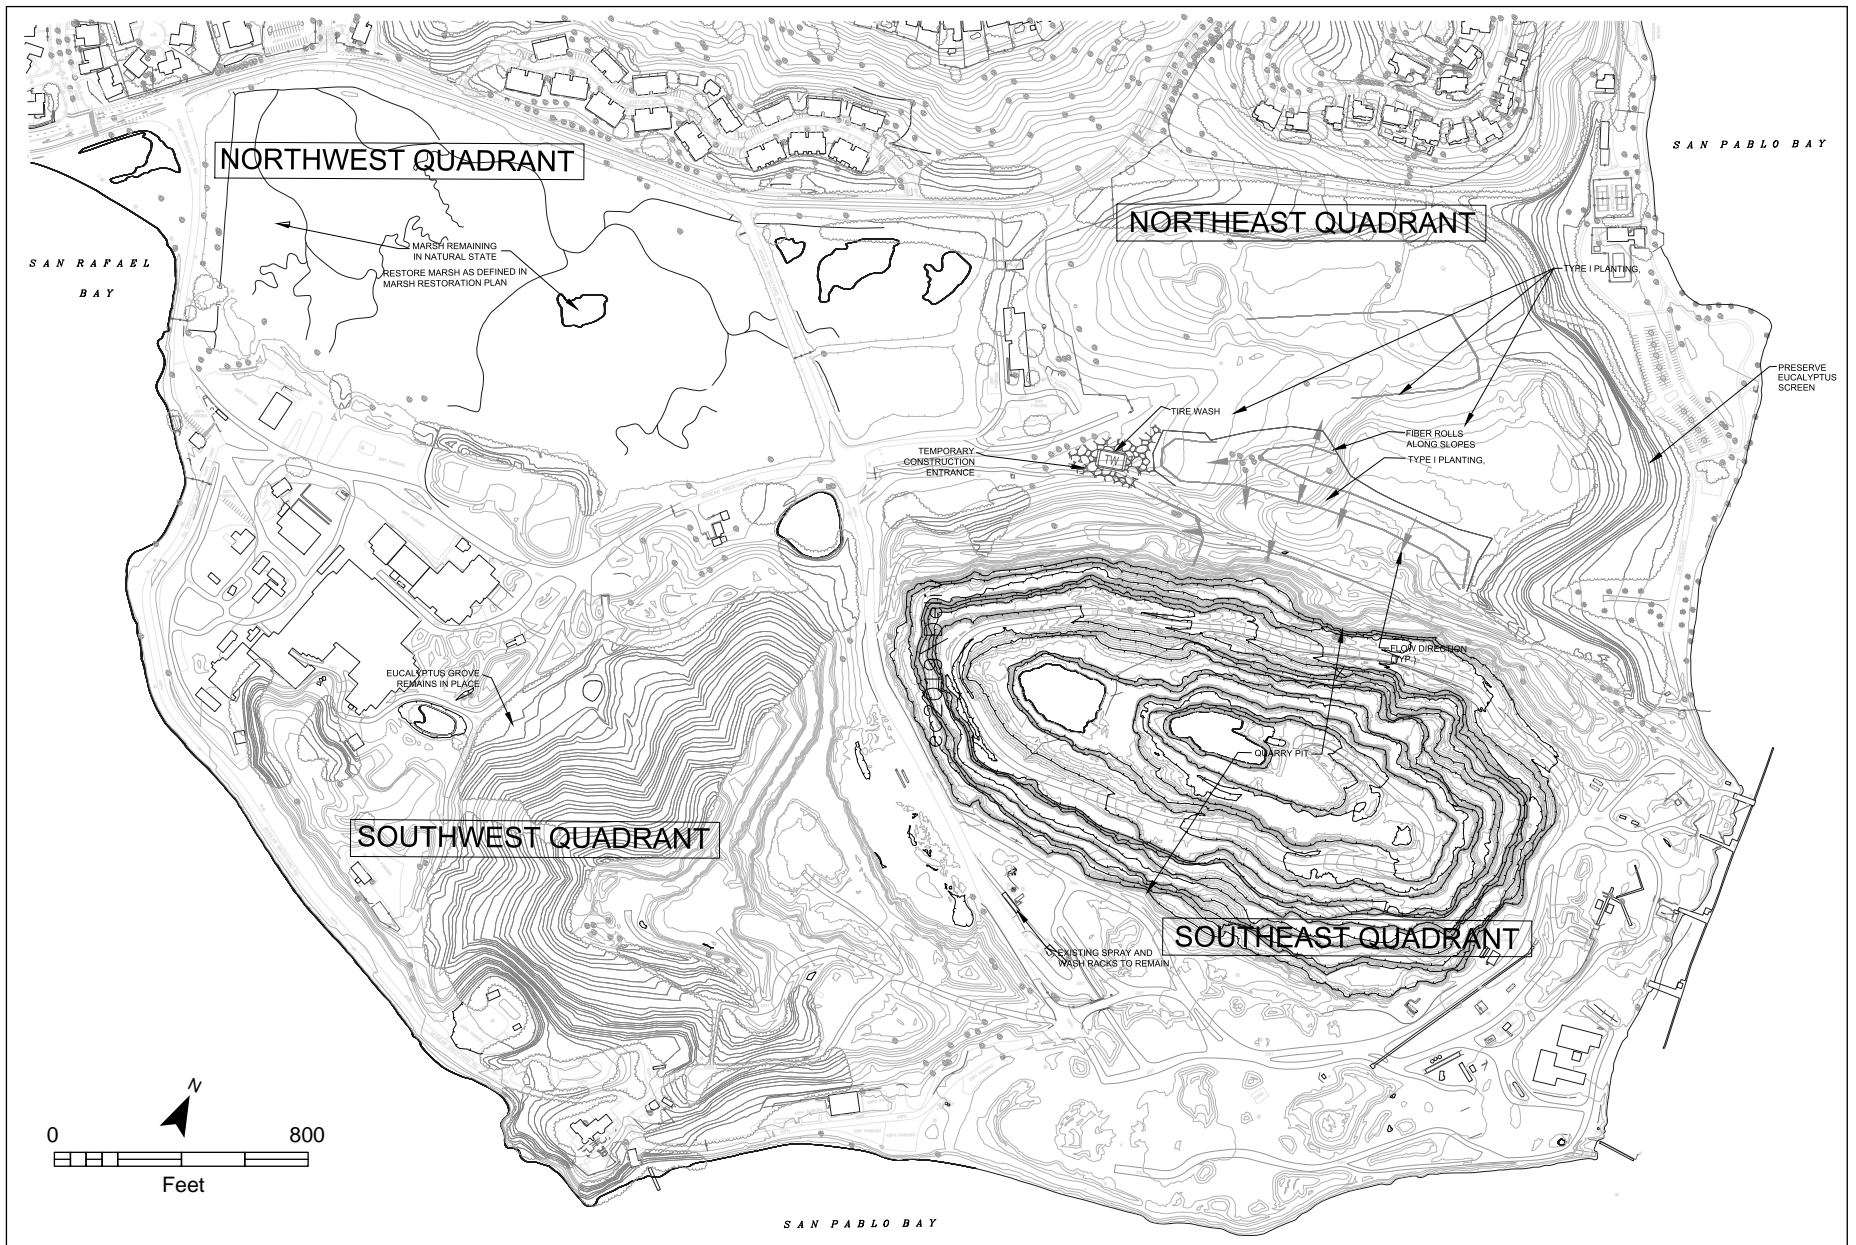 SAN PABLO BAY
NORTHWEST QUADRANT
NORTHEAST QUADRANT
SAN RAFAEL
BAY
MARSH REMAINING
IN NATURAL STATE
RESTORE MARSH AS DEFINED IN
MARSH RESTORATION PLAN
TYPE I PLANTING,
PRESERVE
EUCALYPTUS
SCREEN
TIRE WASH
FIBER ROLLS
ALONG SLOPES
TYPE I PLANTING,
TEMPORARY
CONSTRUCTION
ENTRANCE
TW
FLOW DIRECTION
(TYP.)
EUCALYPTUS GROVE
REMAINS IN PLACE
QUARRY PIT
SOUTHWEST QUADRANT
SOUTHEAST QUADRANT
EXISTING SPRAY AND
WASH RACKS TO REMAIN
N
0 800
Feet
SAN PABLO BAY